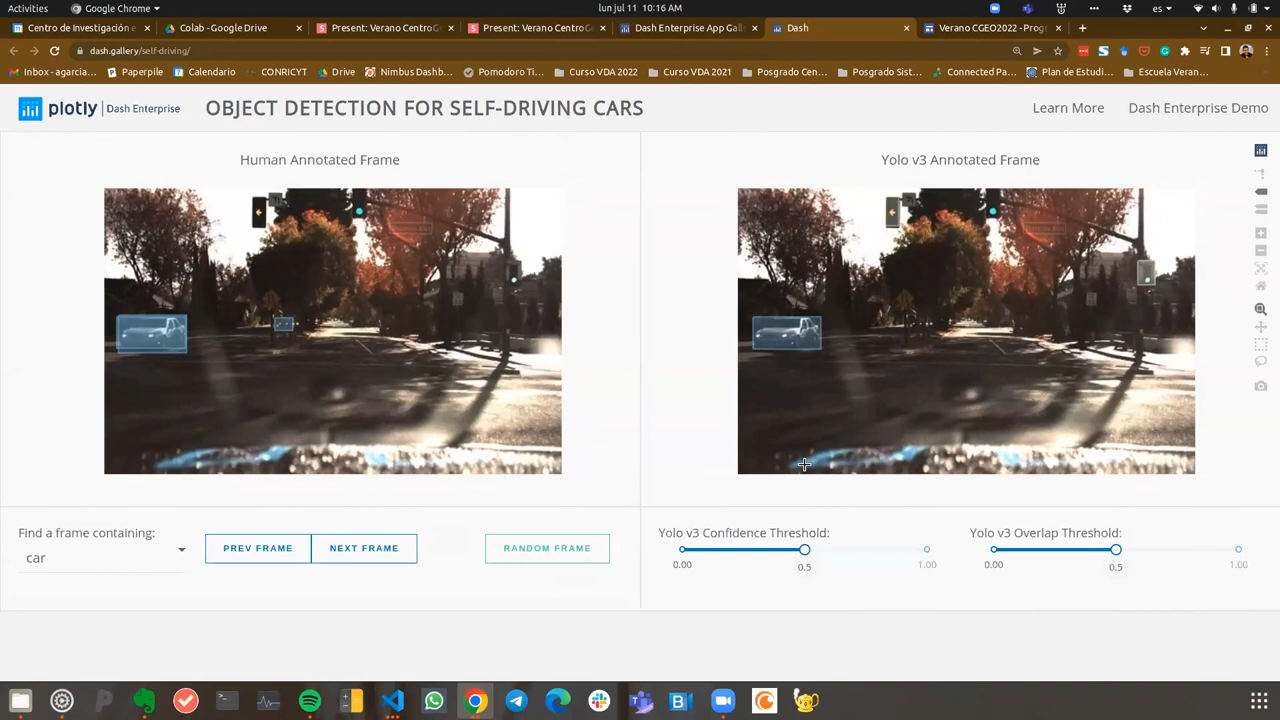 Activities
Google Chrome
lun jul 11 10:16 AM
es
Centro de Investigación e
Colab - Google Drive
Present: Verano CentroG
Present: Verano CentroGe
Dash Enterprise App Galle
Dash
Verano CGEO2022 - Progr
dash.gallery/self-driving/
Inbox - agarcia...
Paperpile
Calendario
CONRICYT
Drive
Nimbus Dashb...
Pomodoro Ti...
Curso VDA 2022
Curso VDA 2021
Posgrado Cen...
Posgrado Sist...
Connected Pa...
Plan de Estudi...
Escuela Veran...
plotly | Dash Enterprise
OBJECT DETECTION FOR SELF-DRIVING CARS
Learn More
Dash Enterprise Demo
Human Annotated Frame
Yolo v3 Annotated Frame
Find a frame containing:
car
PREV FRAME
NEXT FRAME
RANDOM FRAME
Yolo v3 Confidence Threshold:
0.00
0.5
1.00
Yolo v3 Overlap Threshold:
0.00
0.5
1.00